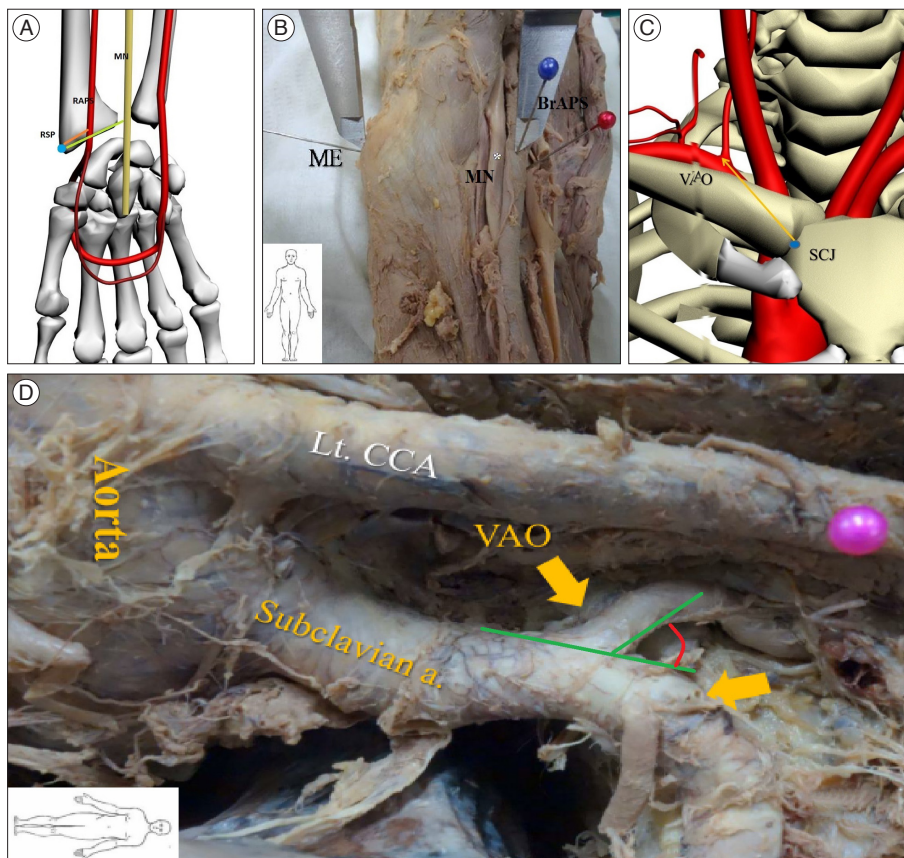 A
MN
RAPS
RSP
B
BrAPS
ME
MN
*
C
VAO
SCJ
D
Lt. CCA
Aorta
VAO
Subclavian a.